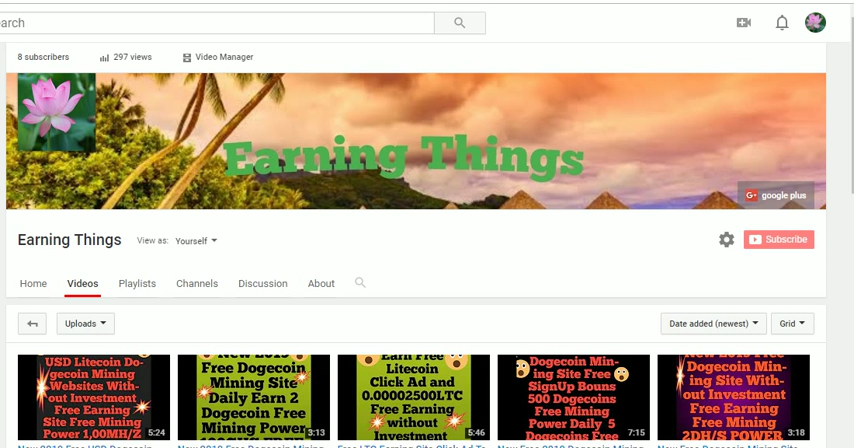 earch
8 subscribers 297 views Video Manager
Earning Things
google plus
Earning Things View as: Yourself
Subscribe
Home Videos Playlists Channels Discussion About
Uploads
Date added (newest) Grid
USD Litecoin Do-
gecoin Mining
Websites With-
out Investment
Free Earning
Site Free Mining
Power 1,00MH/Z
5:24
Free Dogecoin
Mining Site
Daily Earn 2
Dogecoin Free
Mining Power
3:13
Earn Free
Litecoin
Click Ad and
0.00002500LTC
Free Earning
without
Investment
5:46
Dogecoin Min-
ing Site Free
SignUp Bouns
500 Dogecoins
Free Mining
Power Daily 5
Dogecoins Free
7:15
Dogecoin Min-
ing Site With-
out Investment
Free Earning
Free Mining
2DH/S POWER
3:18